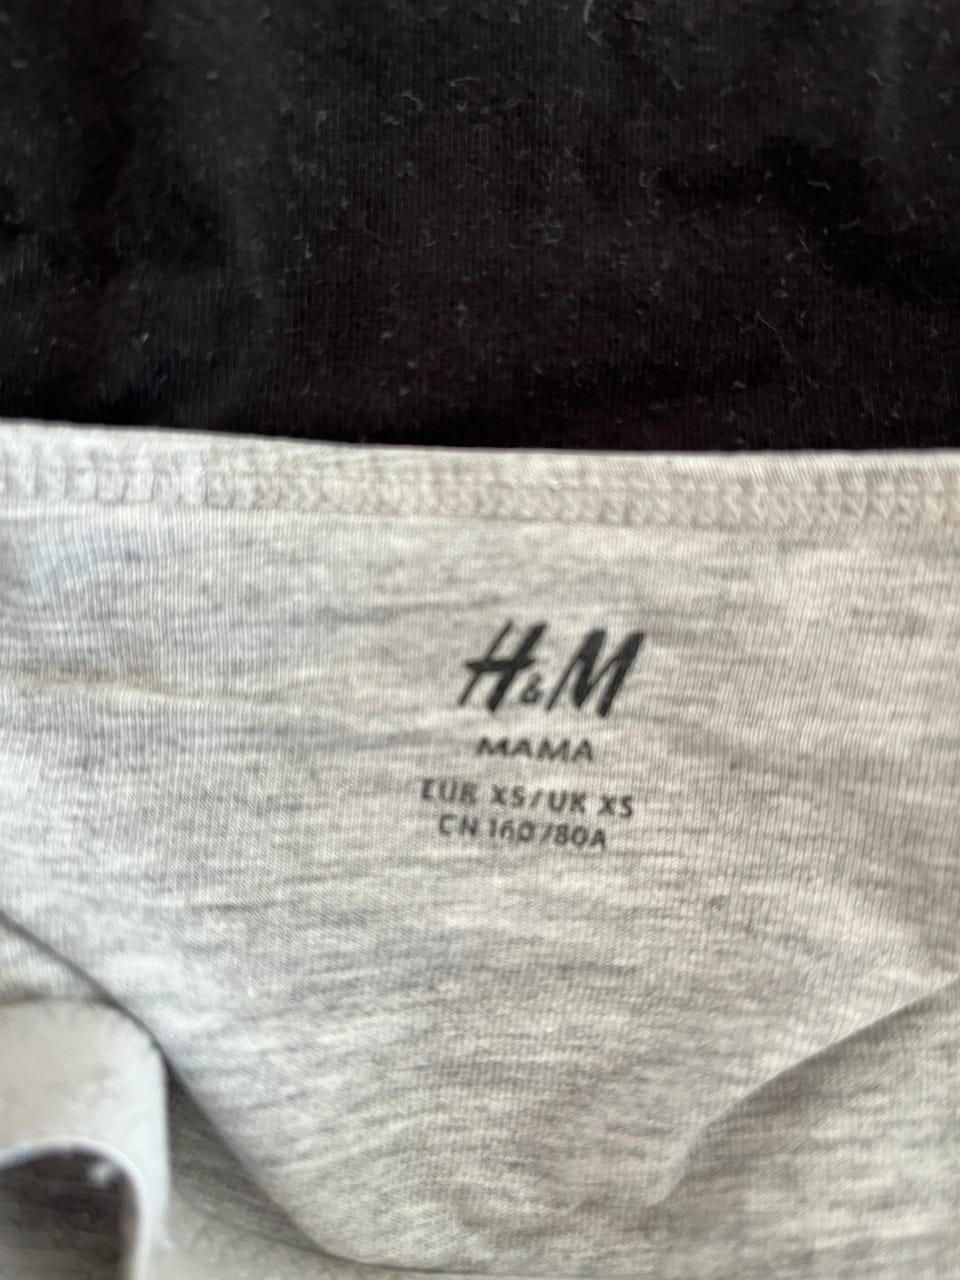 H&M
MAMA
EUR XS/UK XS
CN 160/80A